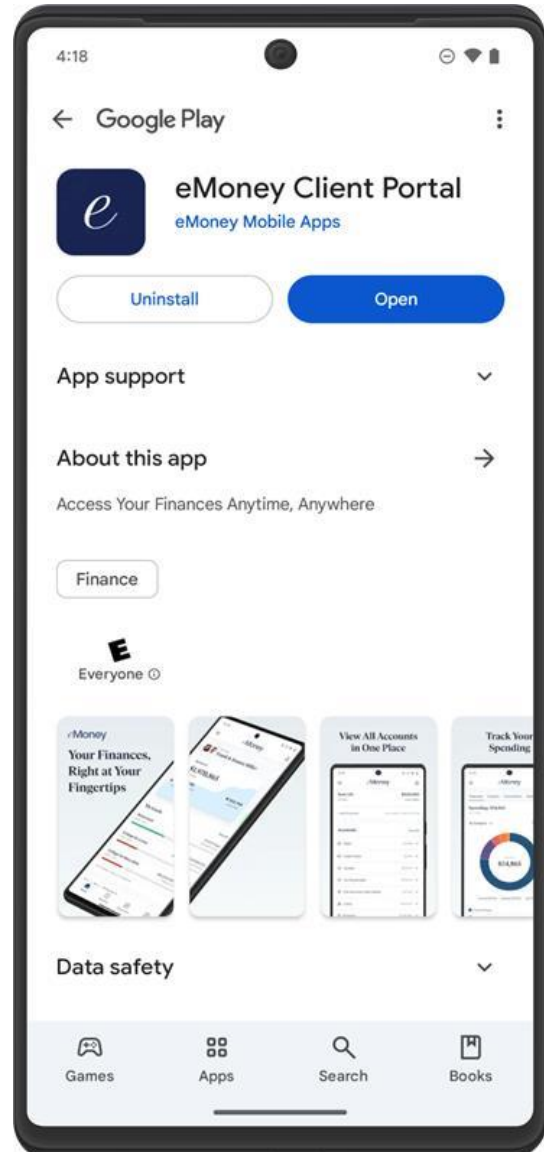 4:18
Google Play
e
eMoney Client Portal
eMoney Mobile Apps
Uninstall
Open
App support
About this app
Access Your Finances Anytime, Anywhere
Finance
E
Everyone
eMoney
Your Finances,
Right at Your
Fingertips
eMoney
View All Accounts
in One Place
eMoney
Track Your
Spending
Data safety
Games
Apps
Search
Books